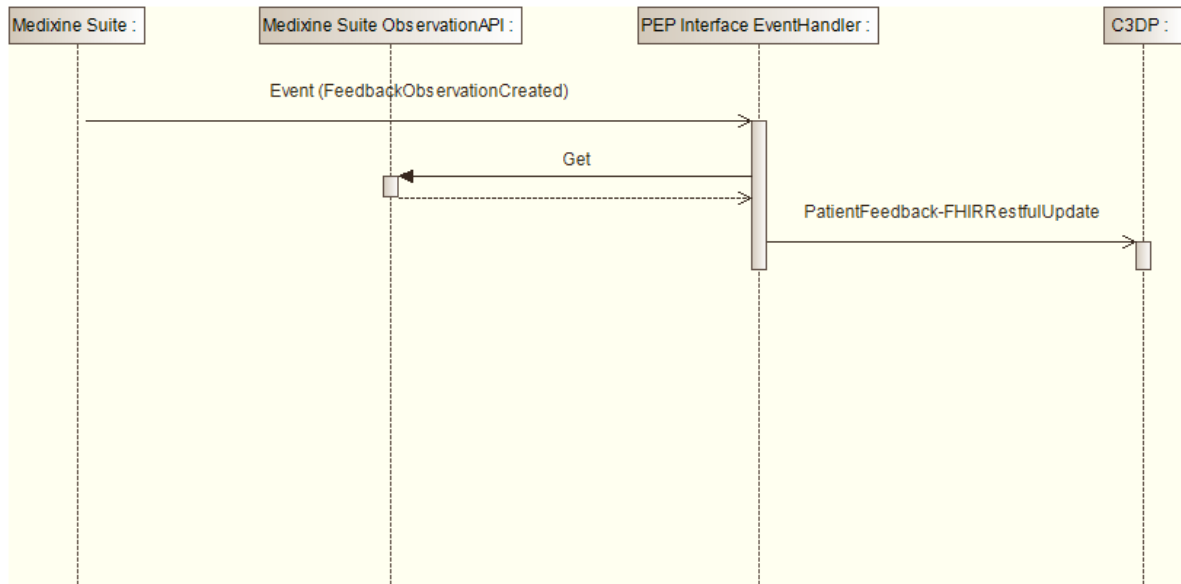 Medixine Suite :
Medixine Suite ObservationAPI :
PEP Interface EventHandler :
C3DP :
Event (FeedbackObservationCreated)
Get
PatientFeedback-FHIRRestfulUpdate